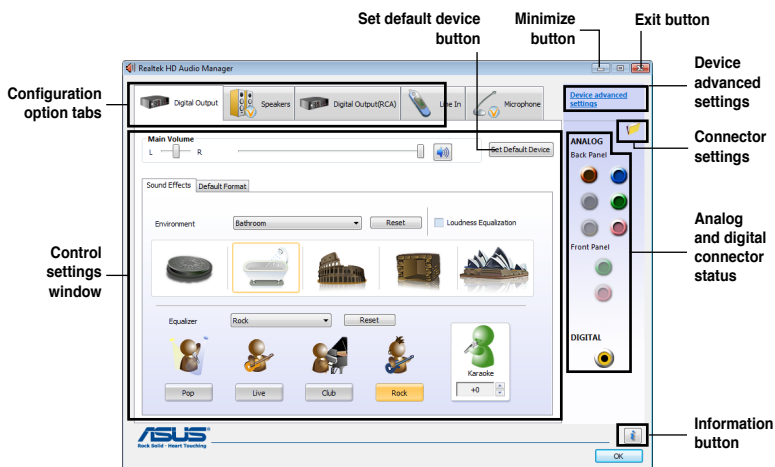 Set default device
button
Minimize
button
Exit button
Device
advanced
settings
Configuration
option tabs
Connector
settings
Control
settings
window
Analog
and digital
connector
status
Information
button
Realtek HD Audio Manager
Digital Output
Speakers
Digital Output(RCA)
Line In
Microphone
Device advanced
settings
Main Volume
L
R
Set Default Device
Sound Effects
Default Format
Environment
Bathroom
Reset
Loudness Equalization
Equalizer
Rock
Reset
Pop
Live
Club
Rock
Karaoke
+0
ANALOG
Back Panel
Front Panel
DIGITAL
ASUS
Rock Solid · Heart Touching
i
OK